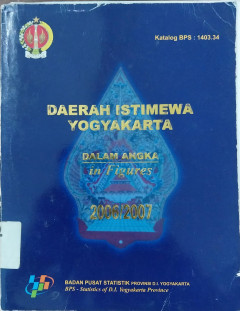 Katalog BPS : 1403.34
DAERAH ISTIMEWA
YOGYAKARTA
DALAM ANGKA
in Figures
2006/2007
BADAN PUSAT STATISTIK PROVINSI D.I. YOGYAKARTA
BPS - Statistics of D.I. Yogyakarta Province